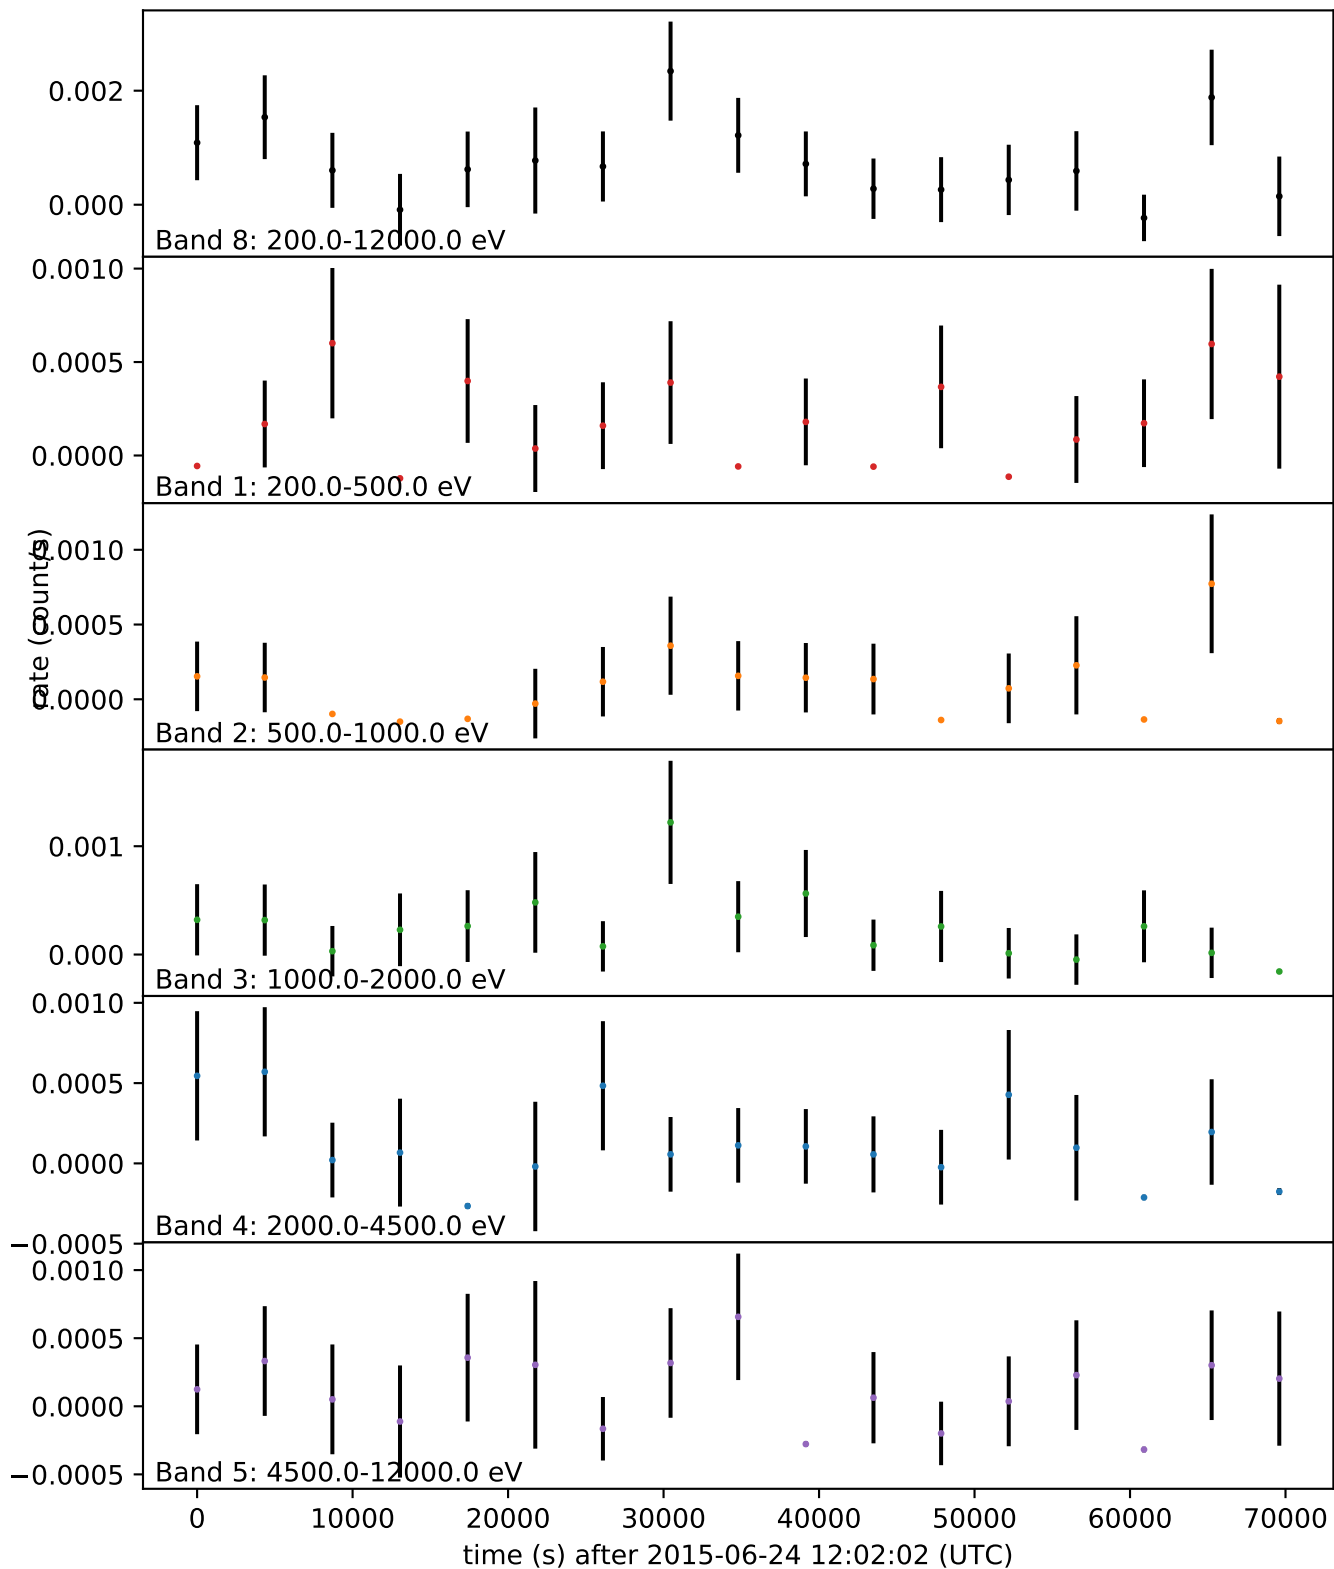 0.002
0.000
Band 8: 200.0-12000.0 eV
0.0010
0.0005
0.0000
Band 1: 200.0-500.0 eV
rate (count/s)
0.0010
0.0005
0.0000
Band 2: 500.0-1000.0 eV
0.001
0.000
Band 3: 1000.0-2000.0 eV
0.0010
0.0005
0.0000
−0.0005
Band 4: 2000.0-4500.0 eV
0.0010
0.0005
0.0000
−0.0005
Band 5: 4500.0-12000.0 eV
0 10000 20000 30000 40000 50000 60000 70000
time (s) after 2015-06-24 12:02:02 (UTC)